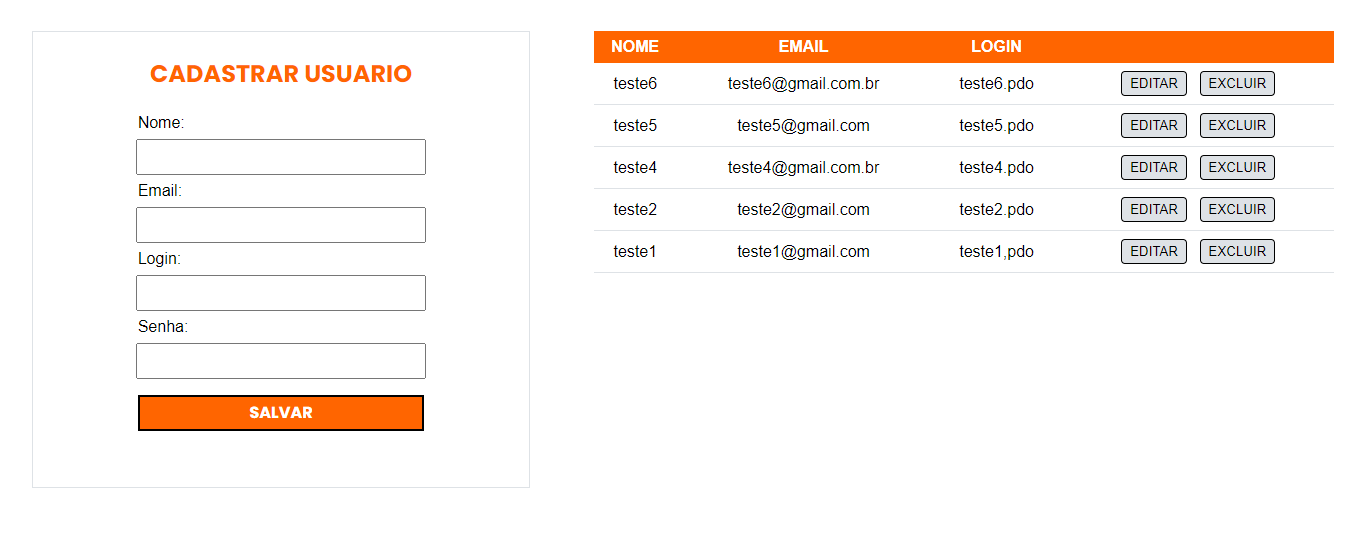 CADASTRAR USUARIO
Nome:
Email:
Login:
Senha:
SALVAR
NOME EMAIL LOGIN
teste6 teste6@gmail.com.br teste6.pdo EDITAR EXCLUIR
teste5 teste5@gmail.com teste5.pdo EDITAR EXCLUIR
teste4 teste4@gmail.com.br teste4.pdo EDITAR EXCLUIR
teste2 teste2@gmail.com teste2.pdo EDITAR EXCLUIR
teste1 teste1@gmail.com teste1,pdo EDITAR EXCLUIR